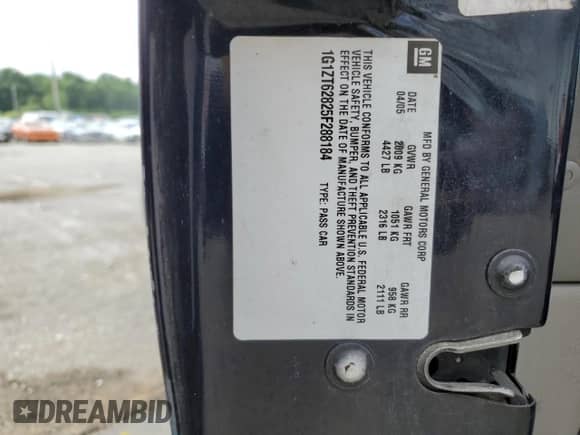 GM
MFD BY GENERAL MOTORS CORP
DATE GVWR GAWR FRT GAWR RR
04/05 2009 KG 1051 KG 958 KG
4427 LB 2316 LB 2111 LB
THIS VEHICLE CONFORMS TO ALL APPLICABLE U.S. FEDERAL MOTOR
VEHICLE SAFETY, BUMPER, AND THEFT PREVENTION STANDARDS IN
EFFECT ON THE DATE OF MANUFACTURE SHOWN ABOVE.
1G1ZT62825F288184 TYPE: PASS CAR
DREAMBID